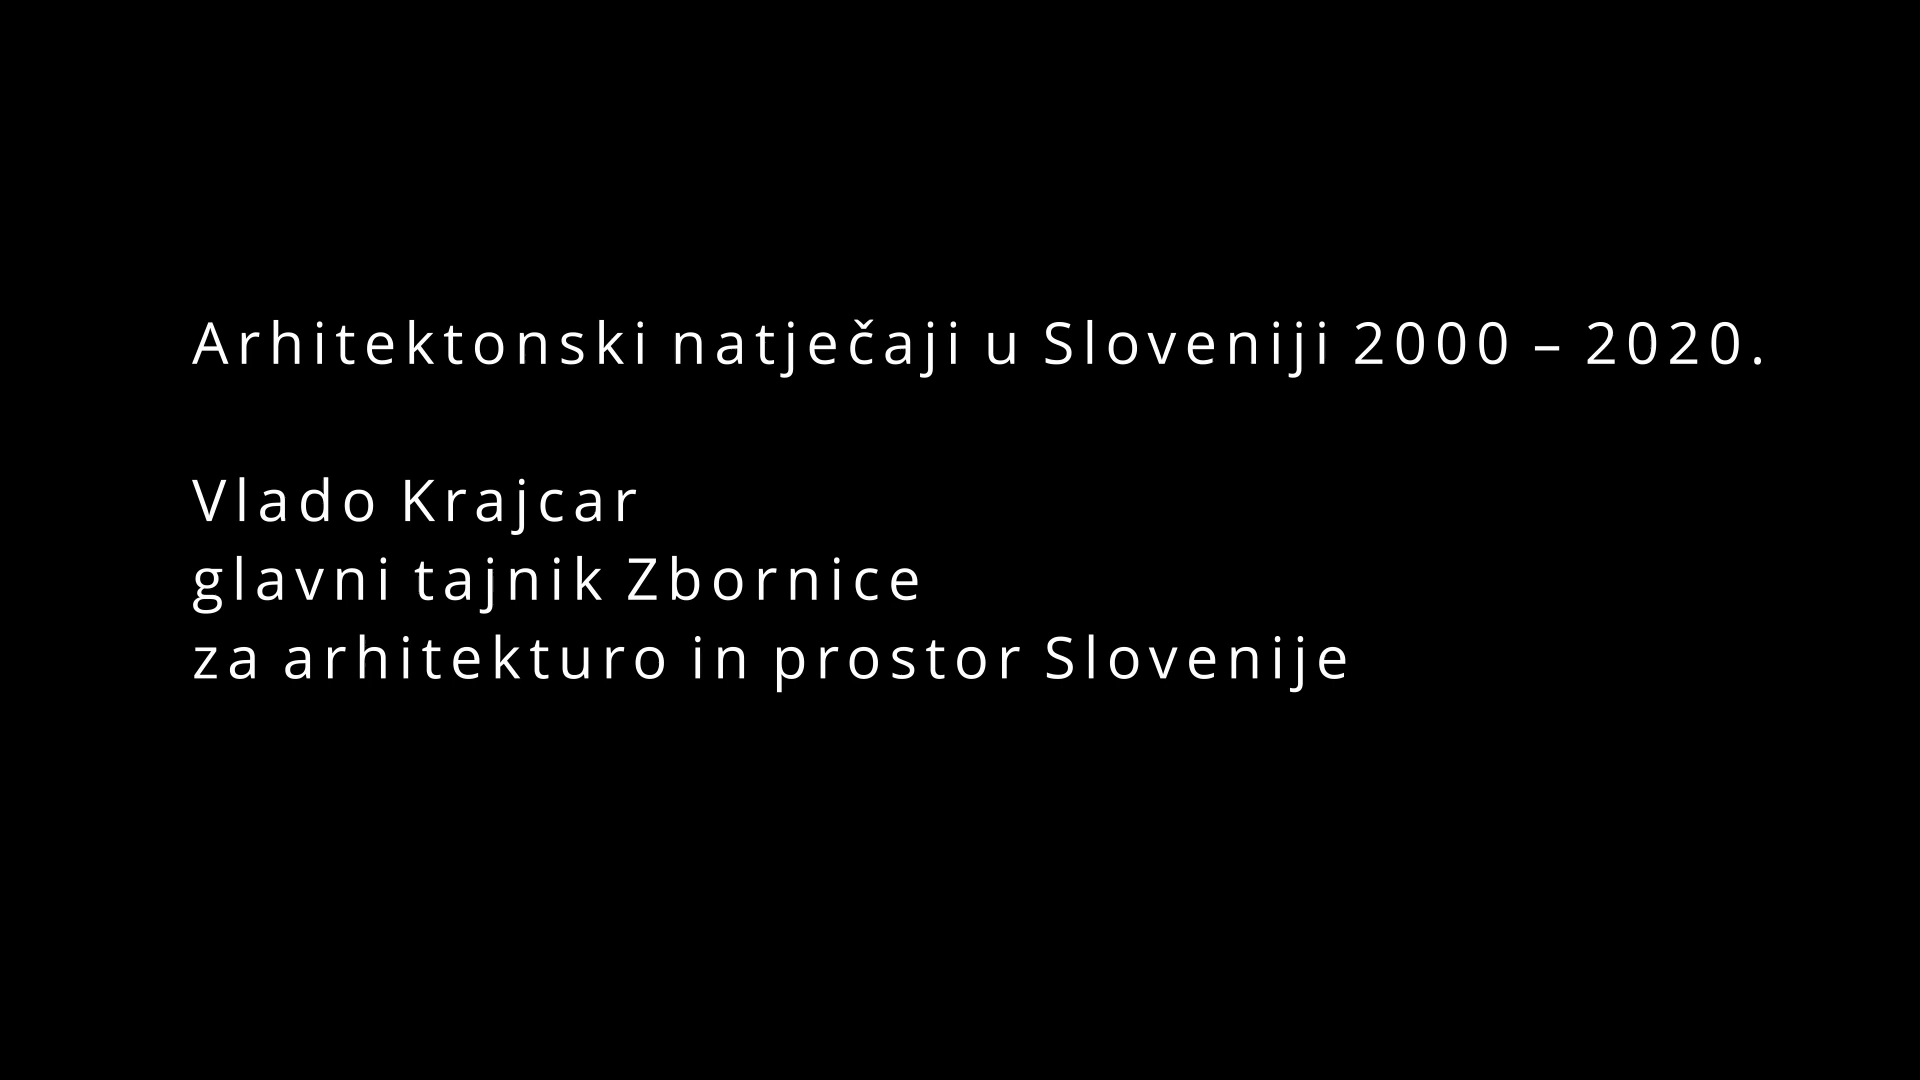 Arhitektonski natječaji u Sloveniji 2000 – 2020.
Vlado Krajcar
glavni tajnik Zbornice
za arhitekturo in prostor Slovenije